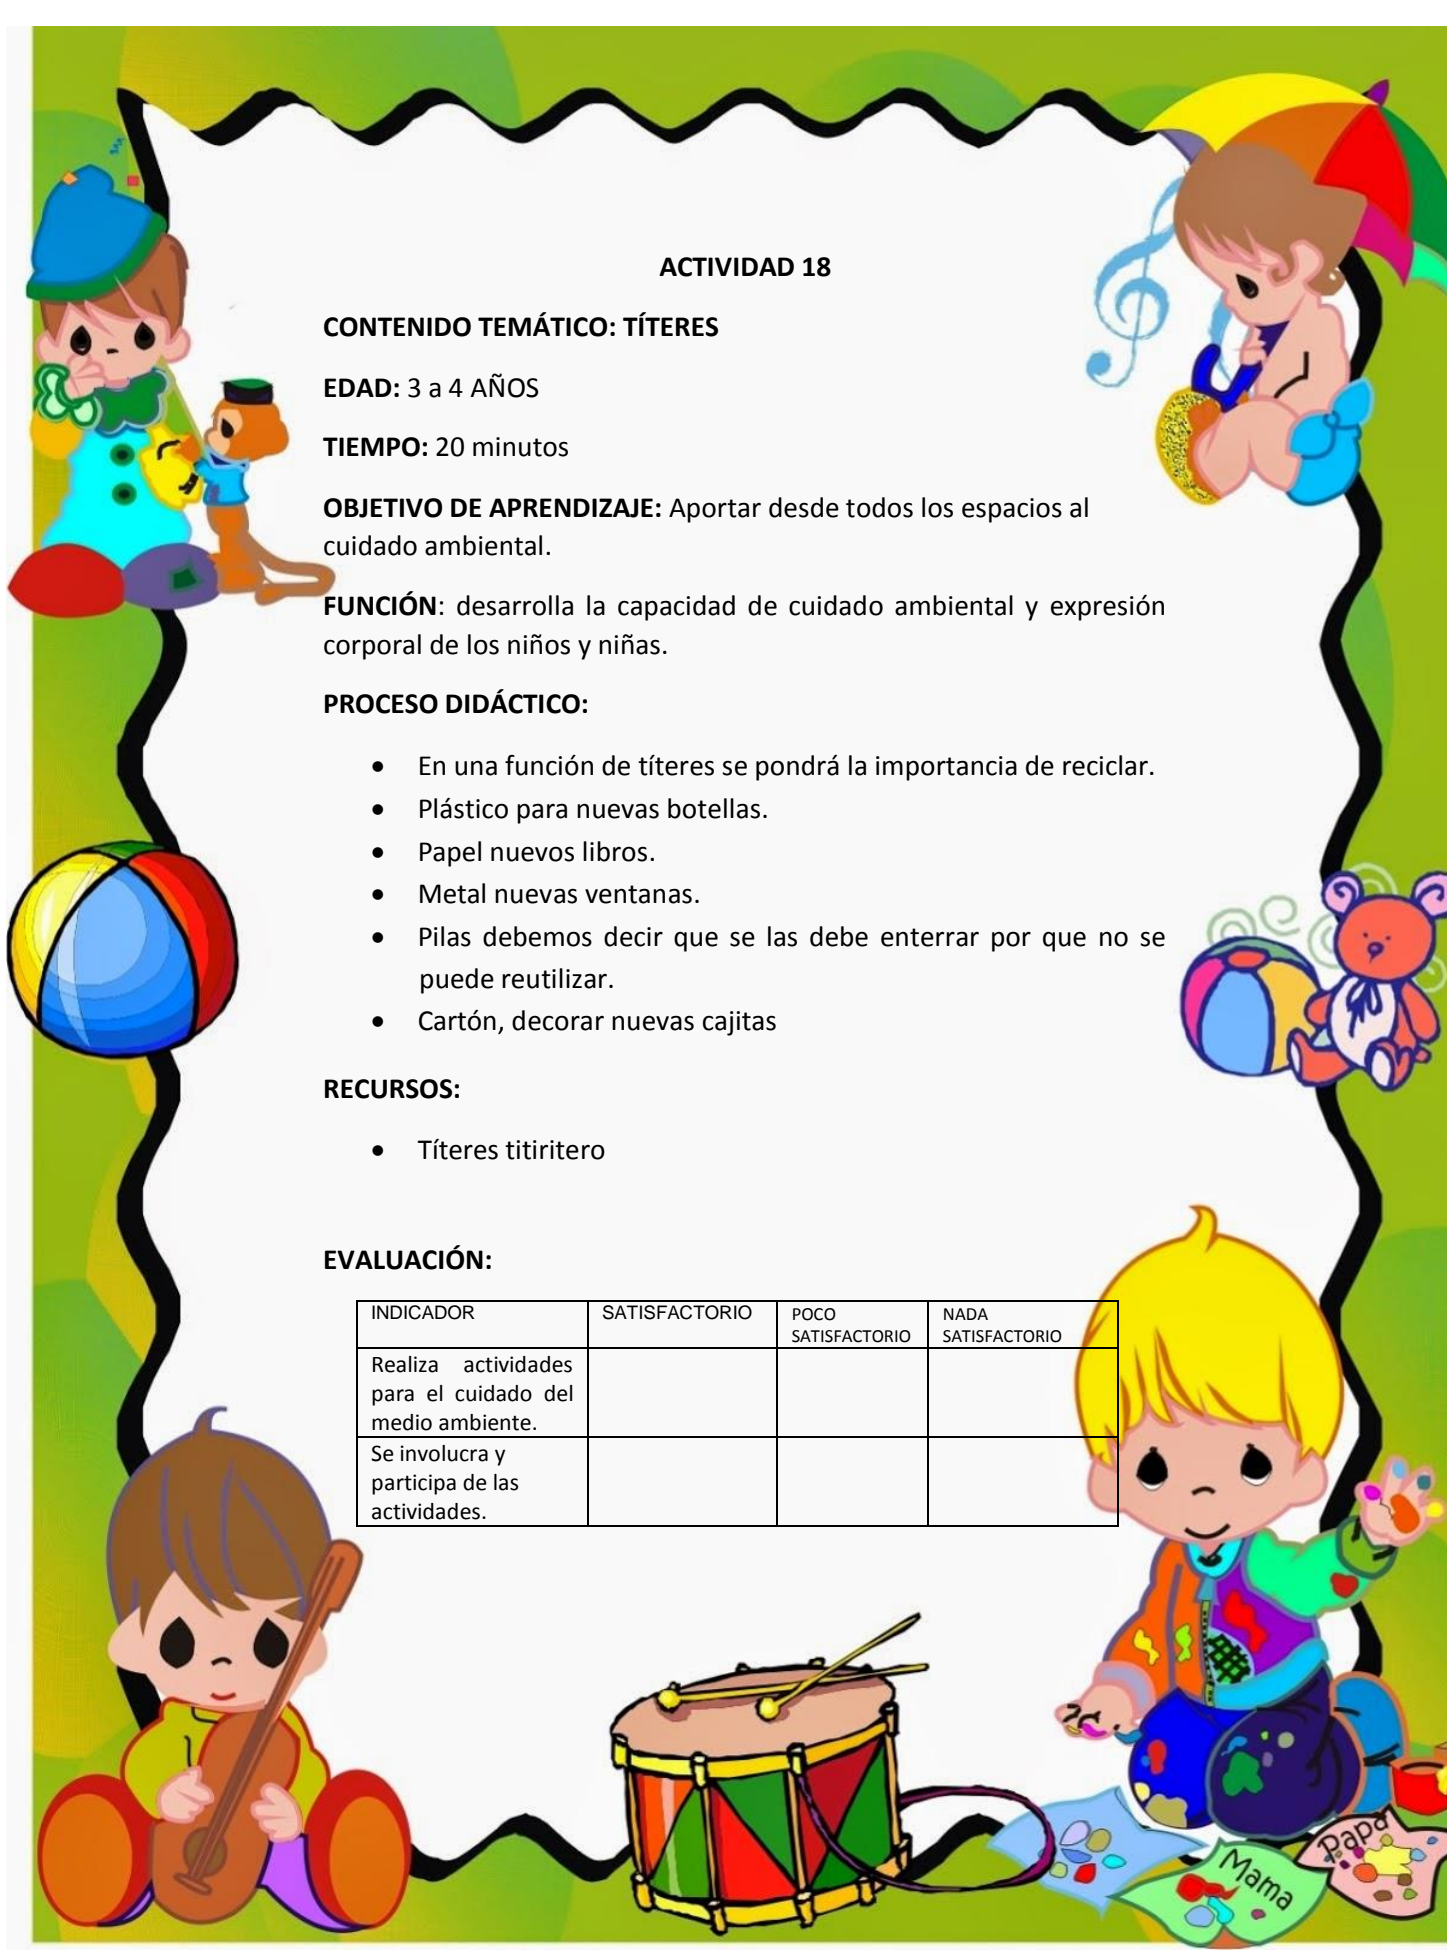 ACTIVIDAD 18
CONTENIDO TEMÁTICO: TÍTERES
EDAD: 3 a 4 AÑOS
TIEMPO: 20 minutos
OBJETIVO DE APRENDIZAJE: Aportar desde todos los espacios al
cuidado ambiental.
FUNCIÓN: desarrolla la capacidad de cuidado ambiental y expresión
corporal de los niños y niñas.
PROCESO DIDÁCTICO:
• En una función de títeres se pondrá la importancia de reciclar.
• Plástico para nuevas botellas.
• Papel nuevos libros.
• Metal nuevas ventanas.
• Pilas debemos decir que se las debe enterrar por que no se
puede reutilizar.
• Cartón, decorar nuevas cajitas
RECURSOS:
• Títeres titiritero
EVALUACIÓN:
INDICADOR SATISFACTORIO POCO NADA
SATISFACTORIO SATISFACTORIO
Realiza actividades
para el cuidado del
medio ambiente.
Se involucra y
participa de las
actividades.
Papa
Mama